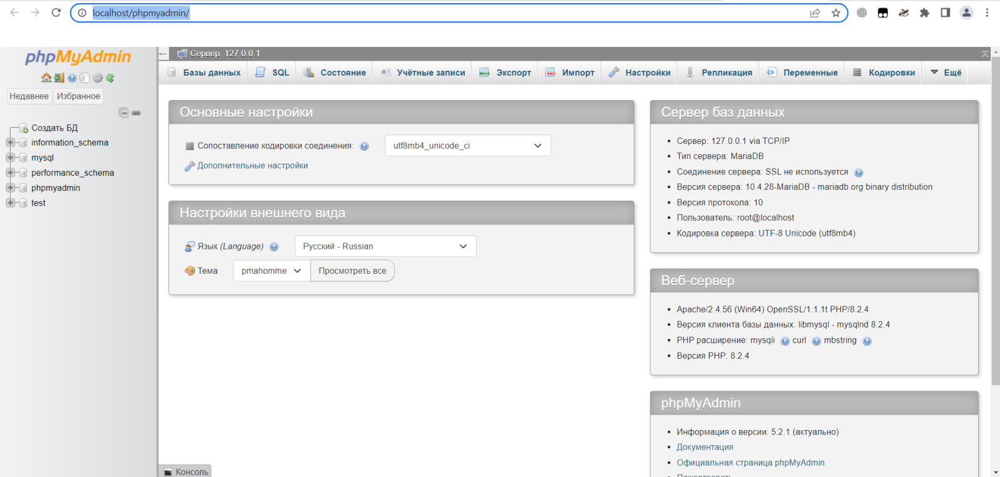 localhost/phpmyadmin/
phpMyAdmin
Недавнее Избранное
Создать БД
information_schema
mysql
performance_schema
phpmyadmin
test
Сервер: 127.0.0.1
Базы данных SQL Состояние Учётные записи Экспорт Импорт Настройки Репликация Переменные Кодировки Ещё
Основные настройки
Сопоставление кодировки соединения: utf8mb4_unicode_ci
Дополнительные настройки
Настройки внешнего вида
Язык (Language) Русский - Russian
Тема pmahomme Просмотреть все
Сервер баз данных
Сервер: 127.0.0.1 via TCP/IP
Тип сервера: MariaDB
Соединение сервера: SSL не используется
Версия сервера: 10.4.28-MariaDB - mariadb.org binary distribution
Версия протокола: 10
Пользователь: root@localhost
Кодировка сервера: UTF-8 Unicode (utf8mb4)
Веб-сервер
Apache/2.4.56 (Win64) OpenSSL/1.1.1t PHP/8.2.4
Версия клиента базы данных: libmysql - mysqlnd 8.2.4
PHP расширение: mysqli curl mbstring
Версия PHP: 8.2.4
phpMyAdmin
Информация о версии: 5.2.1 (актуально)
Документация
Официальная страница phpMyAdmin
Консоль